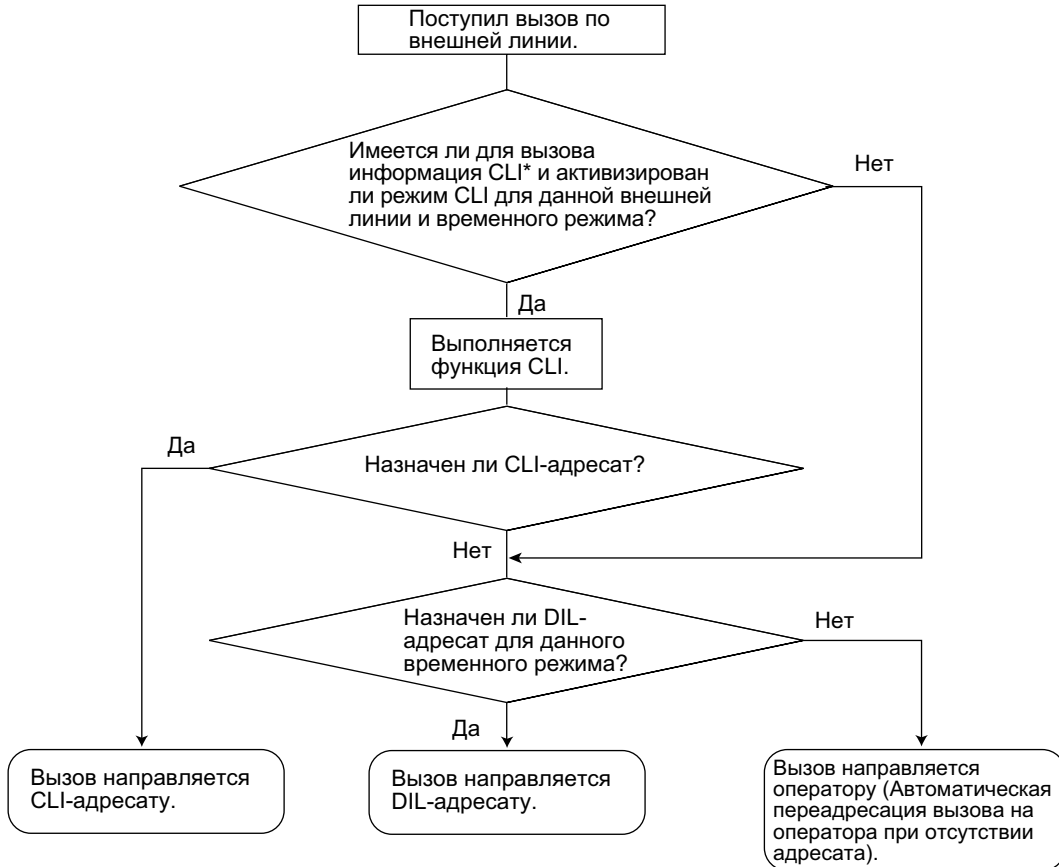 Поступил вызов по
внешней линии.
Имеется ли для вызова
информация CLI* и активизирован
ли режим CLI для данной внешней
линии и временного режима?
Нет
Да
Выполняется
функция CLI.
Да
Назначен ли CLI-адресат?
Нет
Назначен ли DIL-
адресат для данного
временного режима?
Нет
Да
Вызов направляется
CLI-адресату.
Вызов направляется
DIL-адресату.
Вызов направляется
оператору (Автоматическая
переадресация вызова на
оператора при отсутствии
адресата).